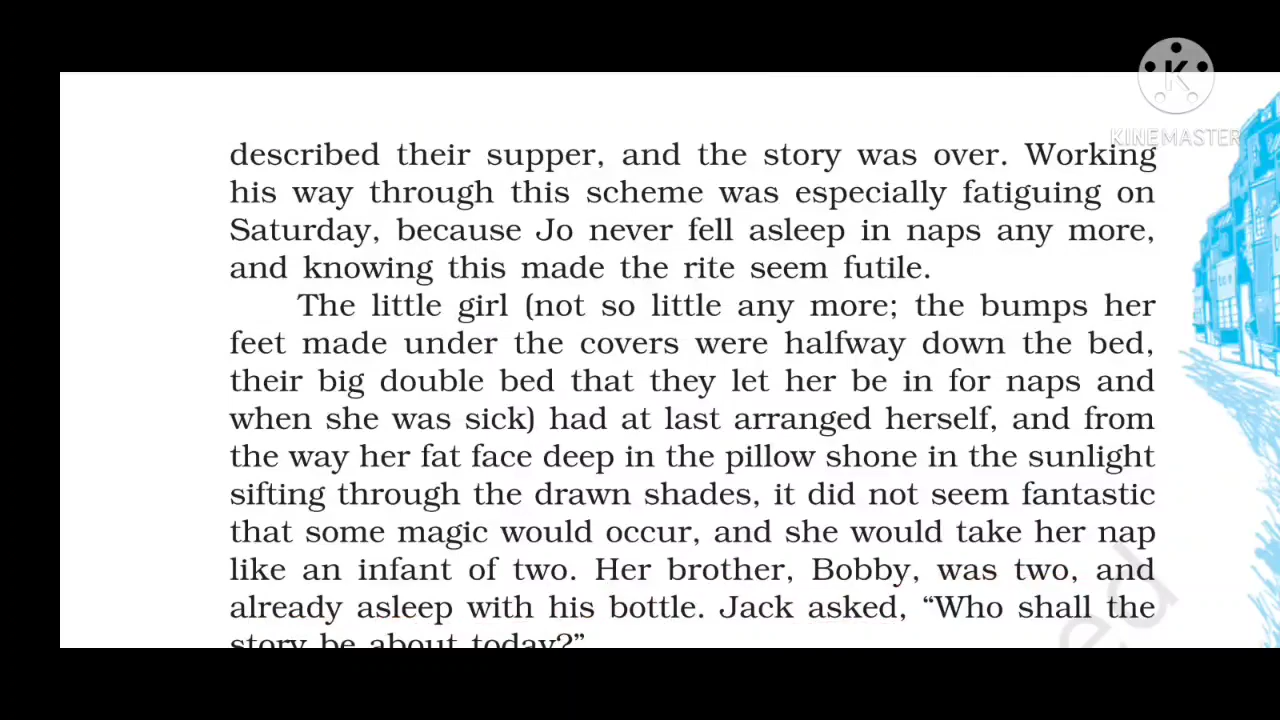 KINEMASTER
described their supper, and the story was over. Working
his way through this scheme was especially fatiguing on
Saturday, because Jo never fell asleep in naps any more,
and knowing this made the rite seem futile.
The little girl (not so little any more; the bumps her
feet made under the covers were halfway down the bed,
their big double bed that they let her be in for naps and
when she was sick) had at last arranged herself, and from
the way her fat face deep in the pillow shone in the sunlight
sifting through the drawn shades, it did not seem fantastic
that some magic would occur, and she would take her nap
like an infant of two. Her brother, Bobby, was two, and
already asleep with his bottle. Jack asked, “Who shall the
story be about today?”